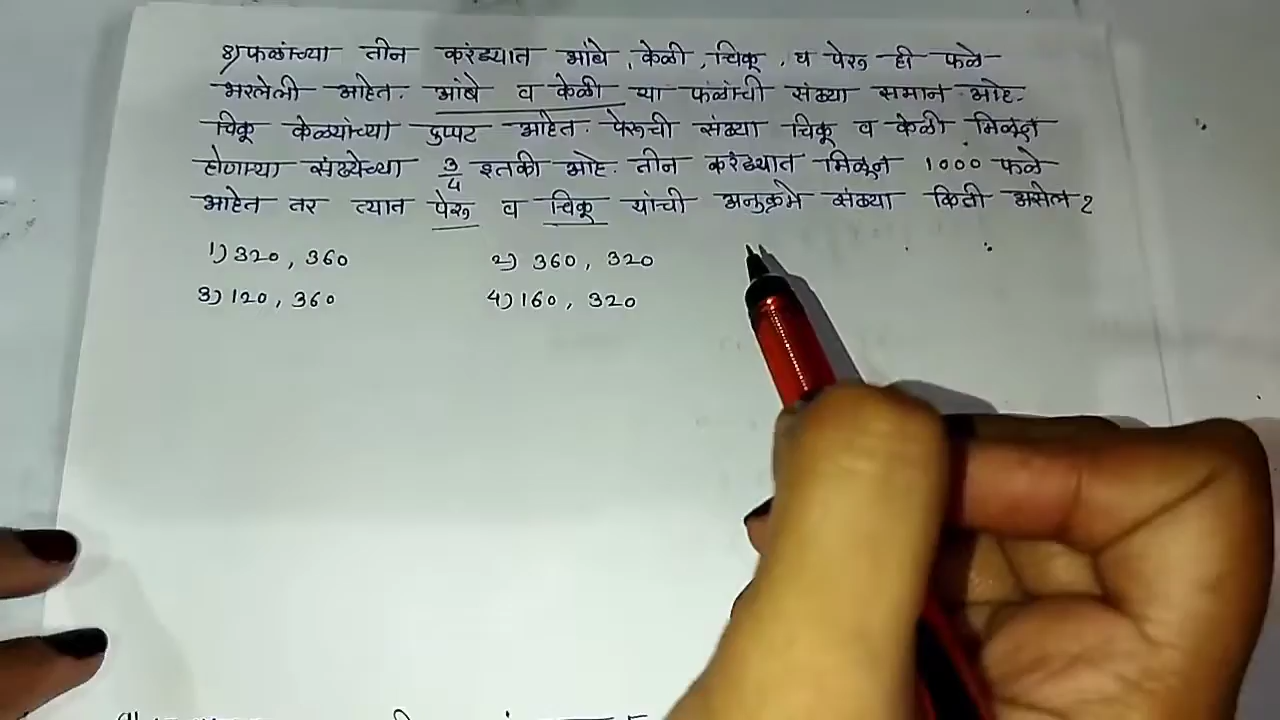 ४) फळांच्या तीन करंड्यात आंबे, केळी, चिकू, व पेरू ही फळे
भरलेली आहेत. आंबे व केळी या फळांची संख्या समान आहे.
चिकू केळ्यांच्या दुप्पट आहेत. पेरूची संख्या चिकू व केळी मिळून
होणाऱ्या संख्येच्या 3/4 इतकी आहे. तीन करंड्यात मिळून 1000 फळे
आहेत तर त्यात पेरू व चिकू यांची अनुक्रमे संख्या किती असेल ?
1) 320, 360
2) 360, 320
3) 120, 360
4) 160, 320